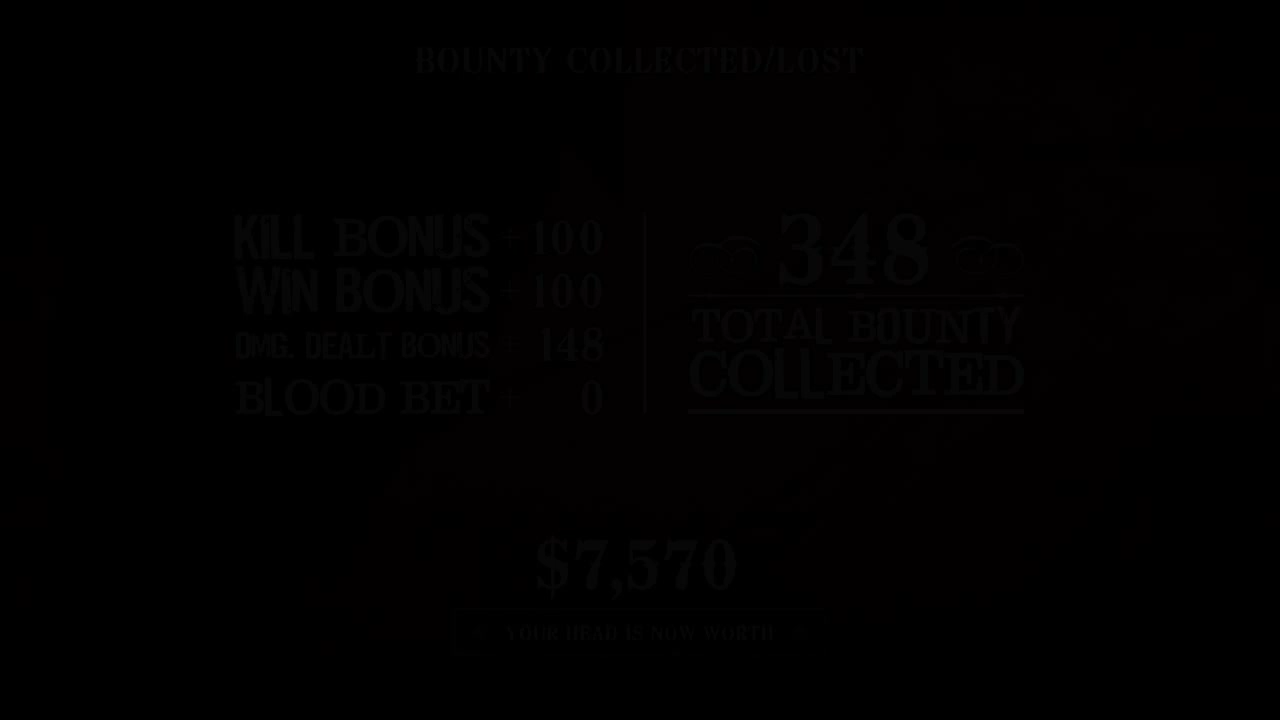 BOUNTY COLLECTED/LOST
KILL BONUS + 100
WIN BONUS + 100
DMG. DEALT BONUS + 148
BLOOD BET + 0
348
TOTAL BOUNTY
COLLECTED
$7,570
YOUR HEAD IS NOW WORTH